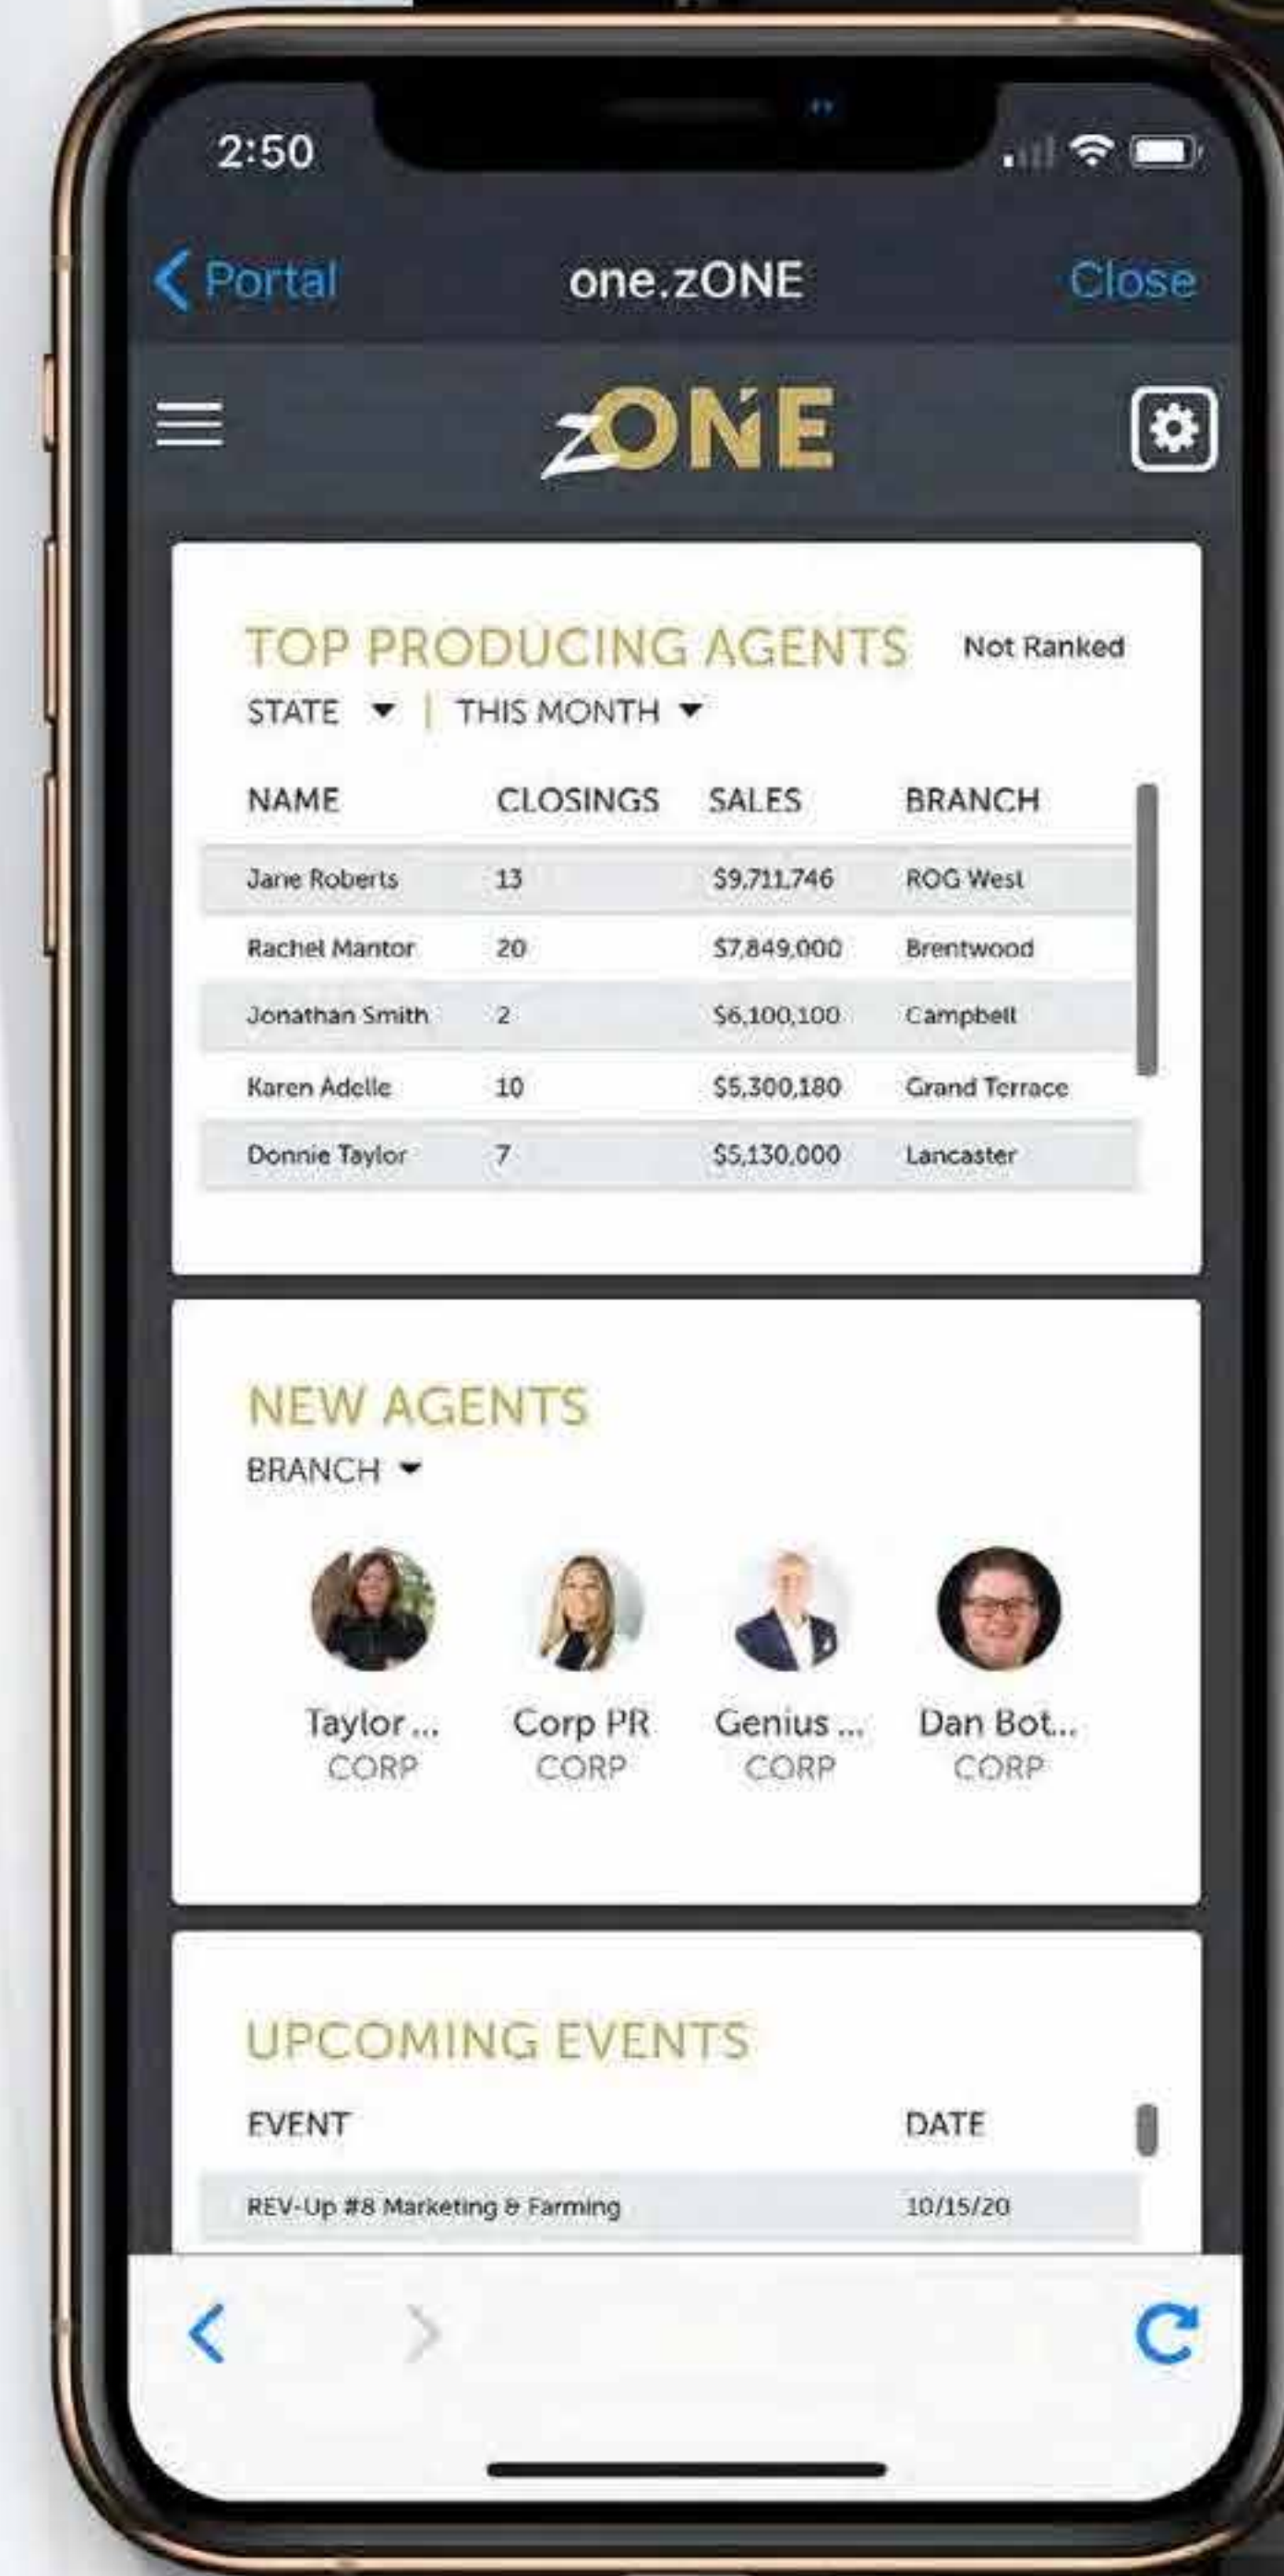 2:50
Portal one.zONE Close
zONE
TOP PRODUCING AGENTS Not Ranked
STATE | THIS MONTH
NAME CLOSINGS SALES BRANCH
Jane Roberts 13 $9,711,746 ROG West
Rachel Mantor 20 $7,849,000 Brentwood
Jonathan Smith 2 $6,100,100 Campbell
Karen Adelle 10 $5,300,180 Grand Terrace
Donnie Taylor 7 $5,130,000 Lancaster
NEW AGENTS
BRANCH
Taylor ... Corp PR Genius ... Dan Bot...
CORP CORP CORP CORP
UPCOMING EVENTS
EVENT DATE
REV-Up #8 Marketing & Farming 10/15/20